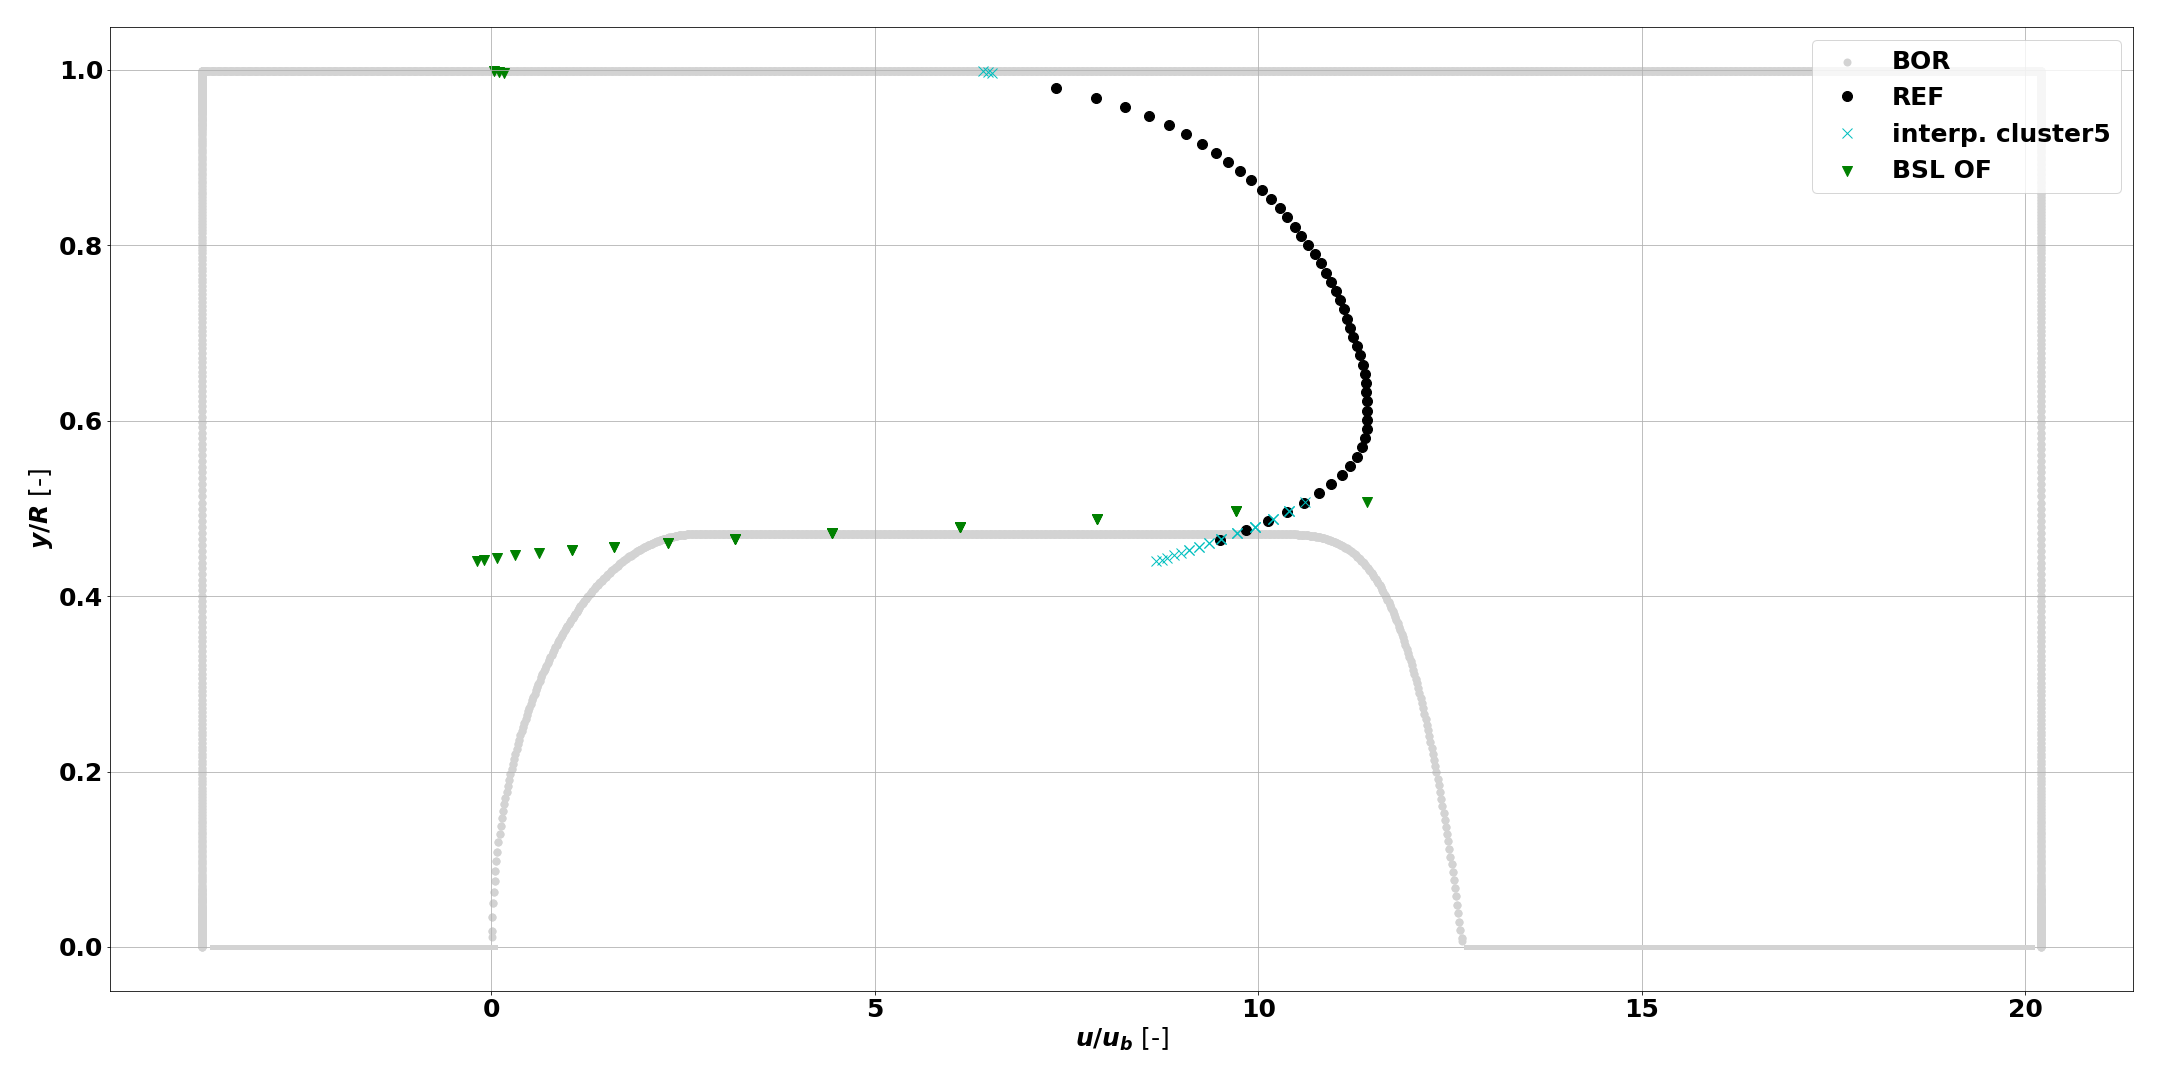 BOR
REF
interp. cluster5
BSL OF
1.0
0.8
0.6
0.4
0.2
0.0
y/R [-]
0 5 10 15 20
u/u_b [-]